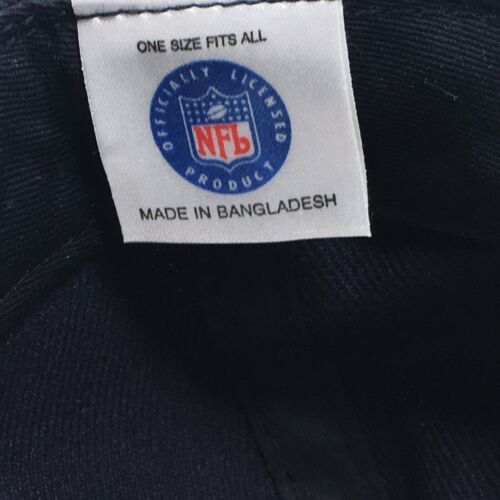 ONE SIZE FITS ALL
OFFICIALLY LICENSED
NFL
PRODUCT
MADE IN BANGLADESH